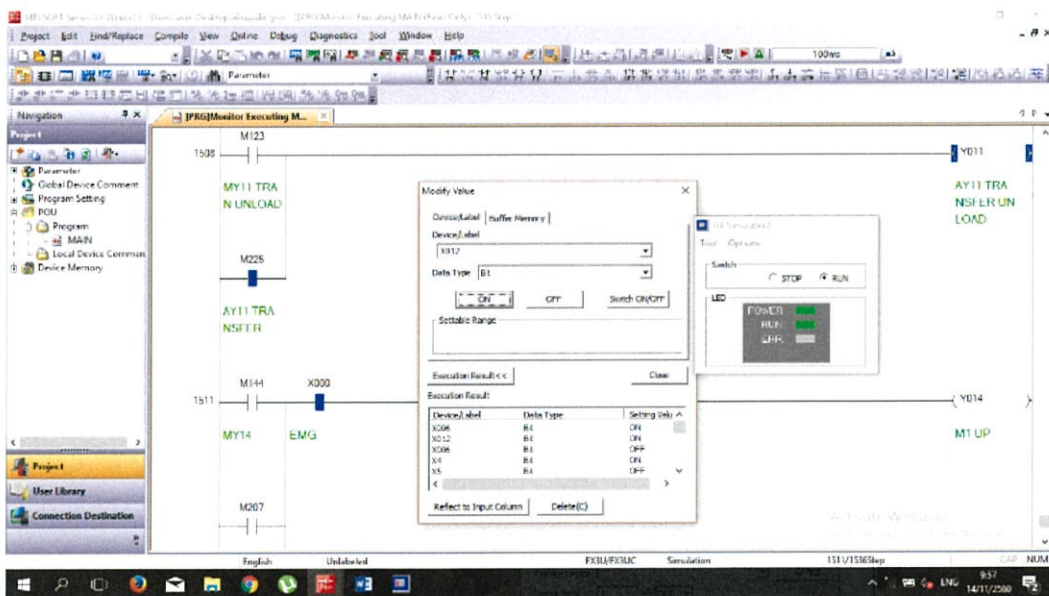 Project Edit Find/Replace Compile View Online Debug Diagnostics Tool Window Help
100ms
Parameter
Navigation
[PRG]Monitor Executing M...
Project
Parameter
Global Device Comment
Program Setting
POU
Program
MAIN
Local Device Commen
Device Memory
Project
User Library
Connection Destination
M123
1508
Y011
MY11 TRA
N UNLOAD
AY11 TRA
NSFER UN
LOAD
M225
AY11 TRA
NSFER
M144 X000
1511
Y014
MY14 EMG
M1 UP
M207
Modify Value
Device/Label Buffer Memory
Device/Label
X012
Data Type Bit
ON OFF Switch ON/OFF
Settable Range
Execution Result<< Close
Execution Result
Device/Label Data Type Setting Valu
X006 Bit ON
X012 Bit ON
X006 Bit OFF
X4 Bit ON
X5 Bit OFF
Reflect to Input Column Delete(C)
Tool Options
Switch
STOP RUN
LED
POWER
RUN
ERR.
English Unlabeled FX3U/FX3UC Simulation 1511/1536Step CAP NUM
ENG
9:57
14/11/2560